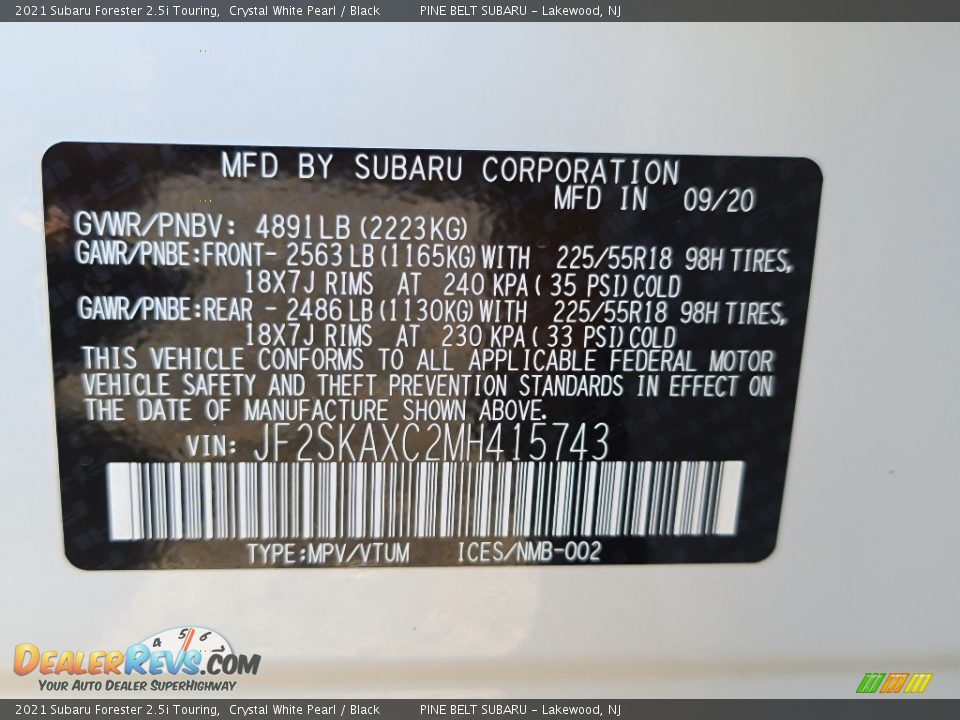 2021 Subaru Forester 2.5i Touring, Crystal White Pearl / Black PINE BELT SUBARU - Lakewood, NJ
MFD BY SUBARU CORPORATION
MFD IN 09/20
GVWR/PNBV: 4891LB (2223KG)
GAWR/PNBE:FRONT- 2563 LB (1165KG) WITH 225/55R18 98H TIRES,
18X7J RIMS AT 240 KPA ( 35 PSI) COLD
GAWR/PNBE:REAR - 2486 LB (1130KG) WITH 225/55R18 98H TIRES,
18X7J RIMS AT 230 KPA ( 33 PSI) COLD
THIS VEHICLE CONFORMS TO ALL APPLICABLE FEDERAL MOTOR
VEHICLE SAFETY AND THEFT PREVENTION STANDARDS IN EFFECT ON
THE DATE OF MANUFACTURE SHOWN ABOVE.
VIN: JF2SKAXC2MH415743
TYPE:MPV/VTUM ICES/NMB-002
4 5 6
DEALERREVS.COM
YOUR AUTO DEALER SUPERHIGHWAY
2021 Subaru Forester 2.5i Touring, Crystal White Pearl / Black PINE BELT SUBARU - Lakewood, NJ